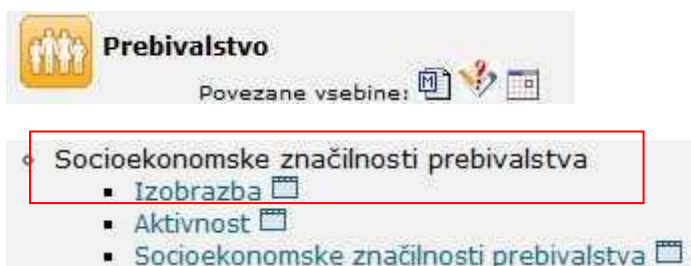 Prebivalstvo
Povezane vsebine:
Socioekonomske značilnosti prebivalstva
Izobrazba
Aktivnost
Socioekonomske značilnosti prebivalstva